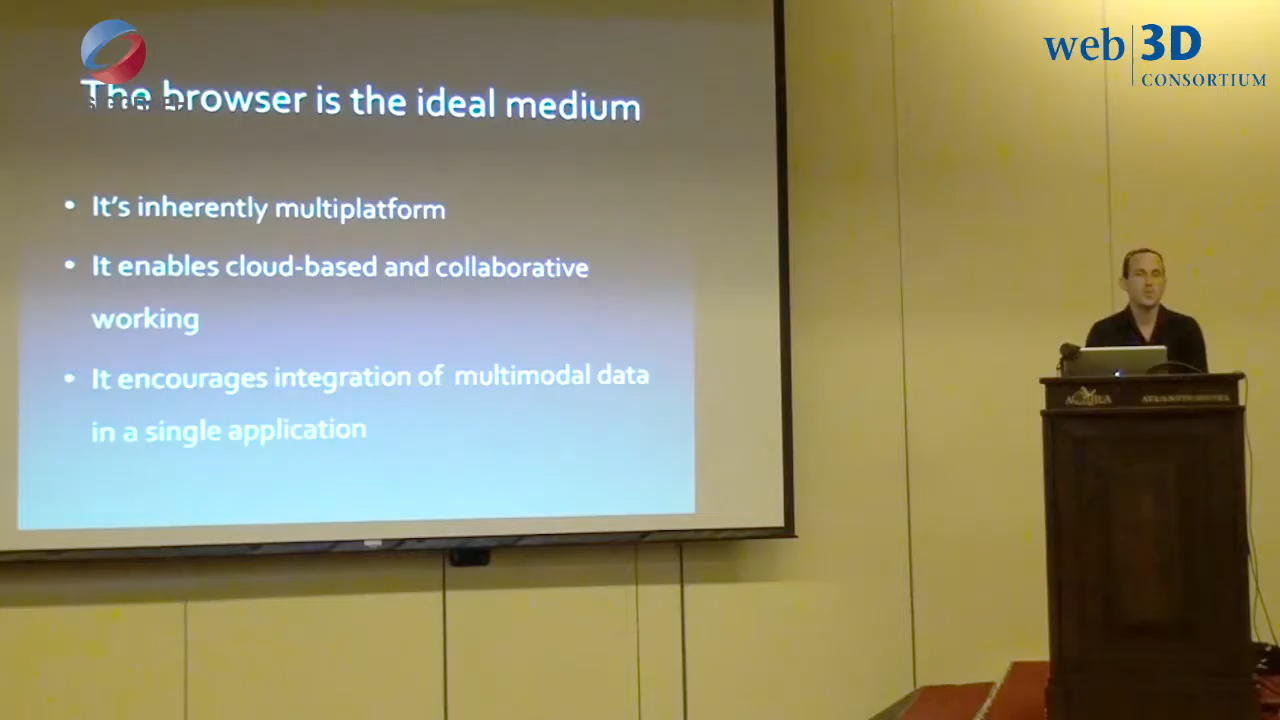 web 3D
CONSORTIUM
The browser is the ideal medium
• It's inherently multiplatform
• It enables cloud-based and collaborative
working
• It encourages integration of multimodal data
in a single application